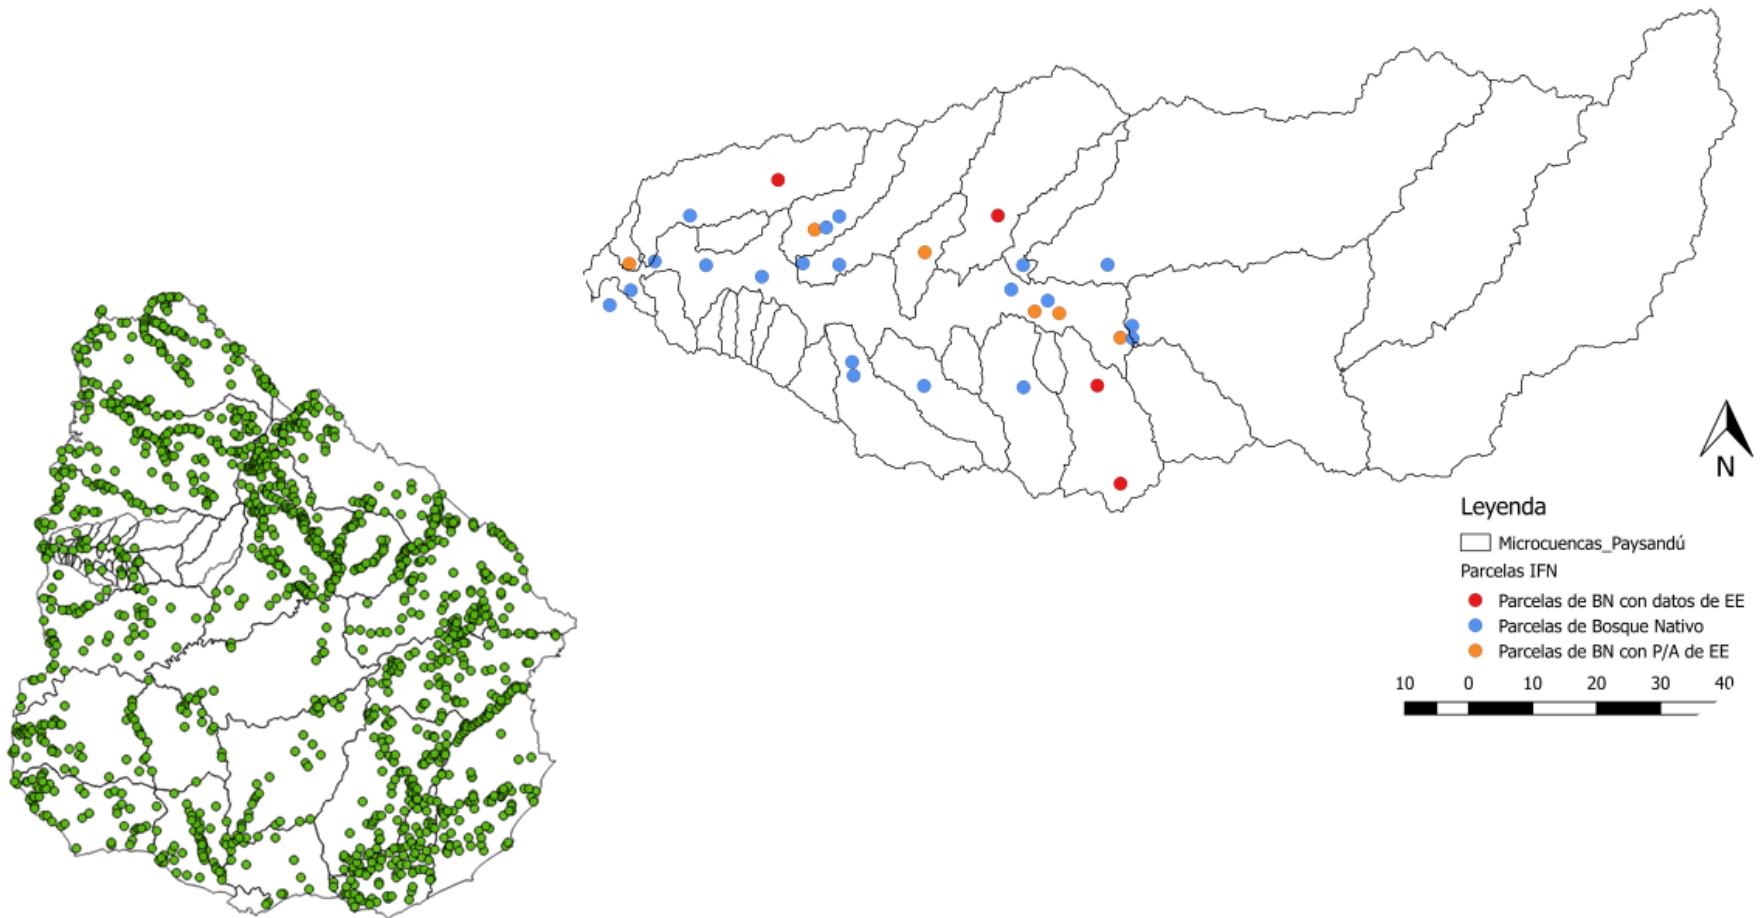 N
Leyenda
Microcuencas_Paysandú
Parcelas IFN
Parcelas de BN con datos de EE
Parcelas de Bosque Nativo
Parcelas de BN con P/A de EE
10 0 10 20 30 40